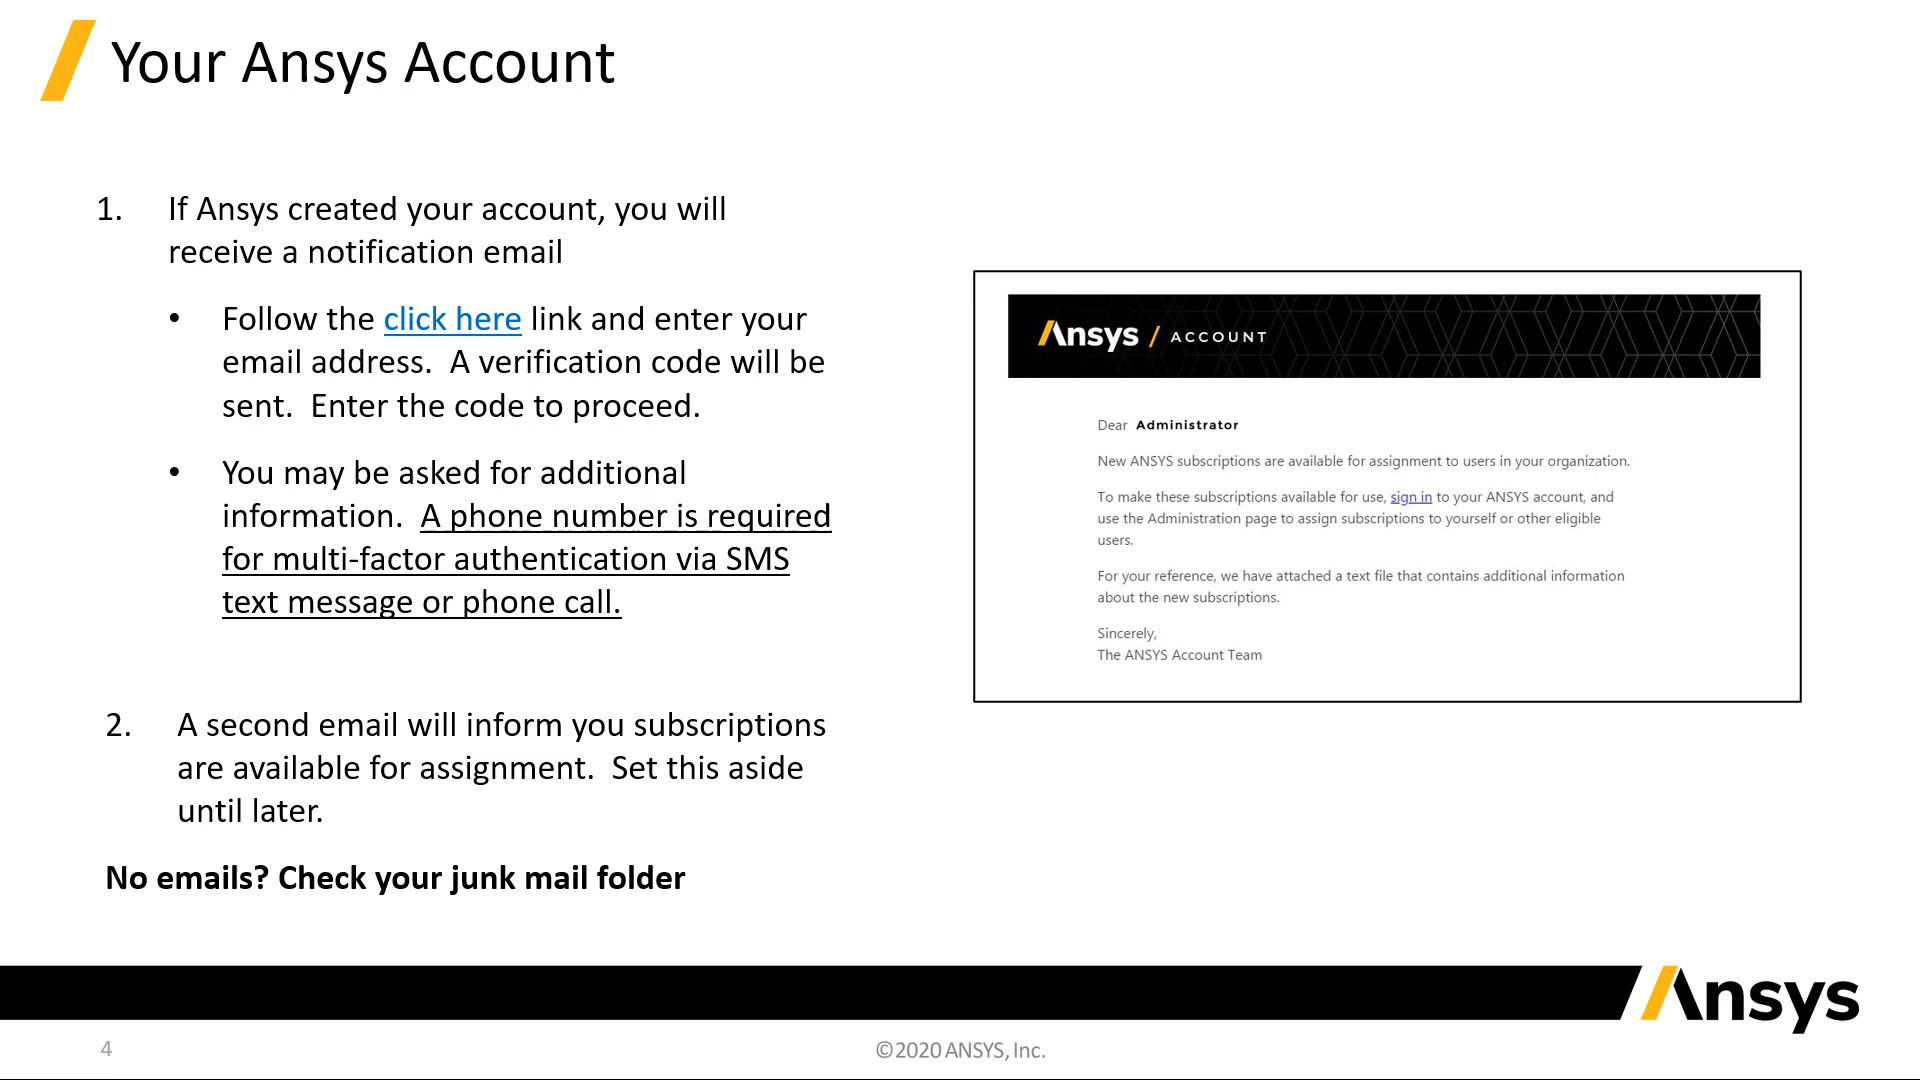 Your Ansys Account
1. If Ansys created your account, you will
receive a notification email
• Follow the click here link and enter your
email address.  A verification code will be
sent.  Enter the code to proceed.
• You may be asked for additional
information.  A phone number is required
for multi-factor authentication via SMS
text message or phone call.
2. A second email will inform you subscriptions
are available for assignment.  Set this aside
until later.
No emails? Check your junk mail folder
Ansys / ACCOUNT
Dear Administrator
New ANSYS subscriptions are available for assignment to users in your organization.
To make these subscriptions available for use, sign in to your ANSYS account, and
use the Administration page to assign subscriptions to yourself or other eligible
users.
For your reference, we have attached a text file that contains additional information
about the new subscriptions.
Sincerely,
The ANSYS Account Team
Ansys
4
©2020 ANSYS, Inc.